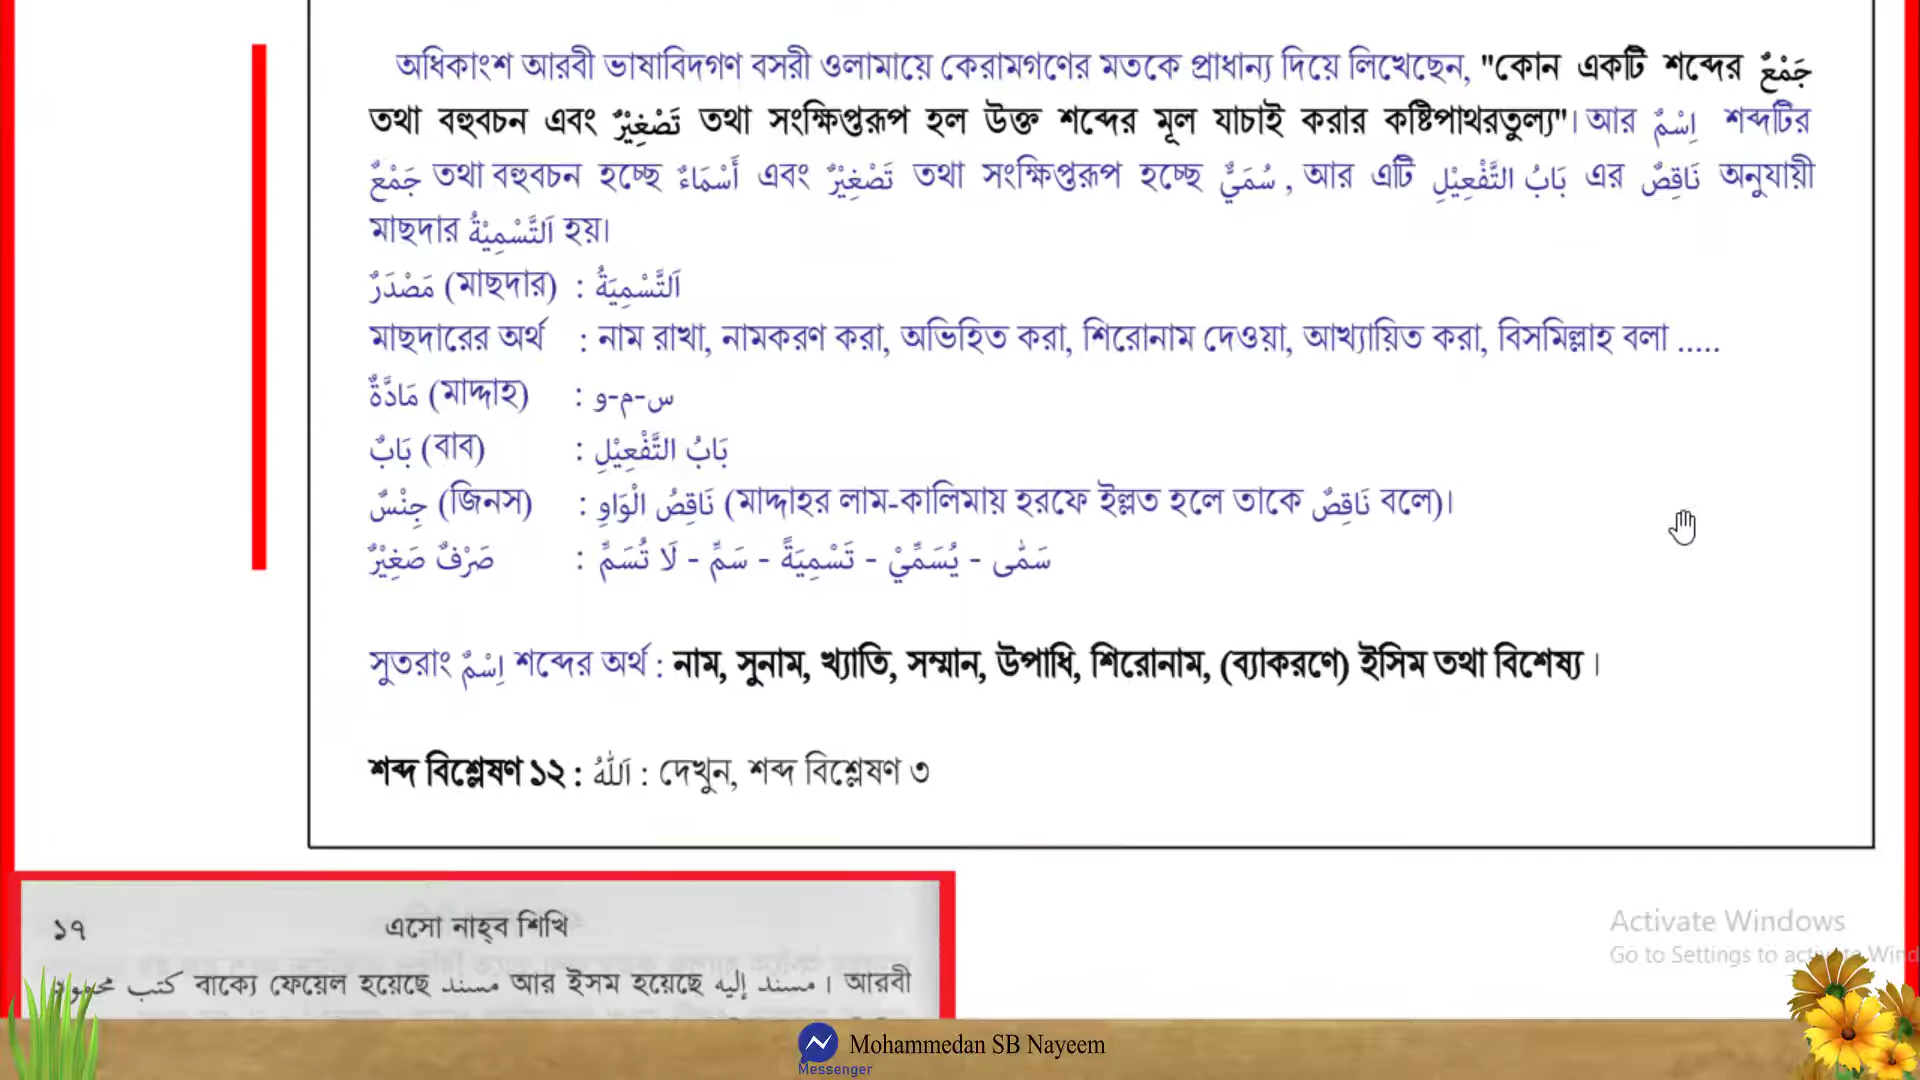 অধিকাংশ আরবী ভাষাবিদগণ বসরী ওলামায়ে কেরামগণের মতকে প্রাধান্য দিয়ে লিখেছেন, "কোন একটি শব্দের جَمْعٌ
তথা বহুবচন এবং تَصْغِيْرٌ তথা সংক্ষিপ্তরূপ হল উক্ত শব্দের মূল যাচাই করার কষ্টিপাথরতুল্য"। আর اِسْمٌ শব্দটির
جَمْعٌ তথা বহুবচন হচ্ছে أَسْمَاءٌ এবং تَصْغِيْرٌ তথা সংক্ষিপ্তরূপ হচ্ছে سُمَيٌّ , আর এটি بَابُ التَّفْعِيْلِ এর نَاقِصٌ অনুযায়ী
মাছদার اَلتَّسْمِيْةُ হয়।
مَصْدَرٌ (মাছদার) : اَلتَّسْمِيَةُ
মাছদারের অর্থ : নাম রাখা, নামকরণ করা, অভিহিত করা, শিরোনাম দেওয়া, আখ্যায়িত করা, বিসমিল্লাহ বলা .....
مَادَّةٌ (মাদ্দাহ) : س-م-و
بَابٌ (বাব) : بَابُ التَّفْعِيْلِ
جِنْسٌ (জিনস) : نَاقِصُ الْوَاوِ (মাদ্দাহর লাম-কালিমায় হরফে ইল্লত হলে তাকে نَاقِصٌ বলে)।
صَرْفٌ صَغِيْرٌ : سَمّٰى - يُسَمِّيْ - تَسْمِيَةً - سَمِّ - لَا تُسَمِّ
সুতরাং اِسْمٌ শব্দের অর্থ : নাম, সুনাম, খ্যাতি, সম্মান, উপাধি, শিরোনাম, (ব্যাকরণে) ইসিম তথা বিশেষ্য ।
শব্দ বিশ্লেষণ ১২ : اَللّٰهُ : দেখুন, শব্দ বিশ্লেষণ ৩
১৭ এসো নাহ্ব শিখি
كتب محمود বাক্যে ফেয়েল হয়েছে مسند আর ইসম হয়েছে مسند إليه । আরবী
Activate Windows
Go to Settings to activate Wind
Mohammedan SB Nayeem
Messenger